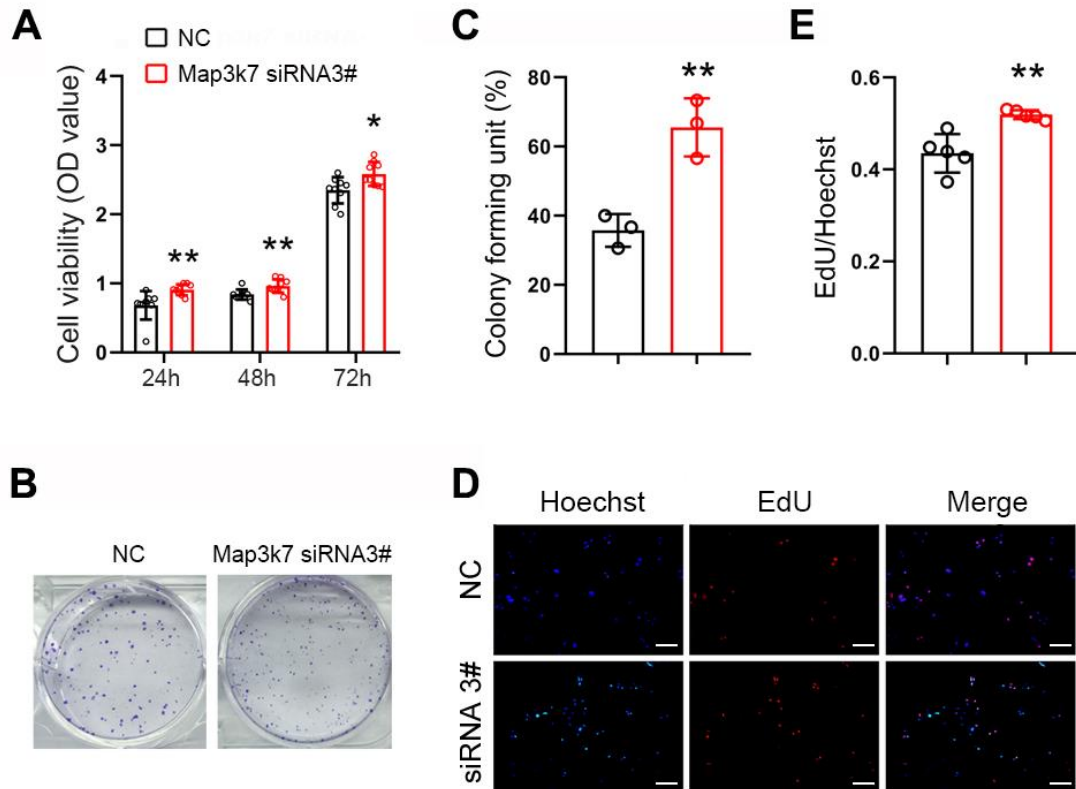 A
NC
Map3k7 siRNA3#
Cell viability (OD value)
4
3
2
1
0
**
**
*
24h
48h
72h
C
Colony forming unit (%)
80
60
40
20
0
**
E
EdU/Hoechst
0.6
0.4
0.2
0.0
**
B
NC
Map3k7 siRNA3#
D
Hoechst
EdU
Merge
NC
siRNA 3#